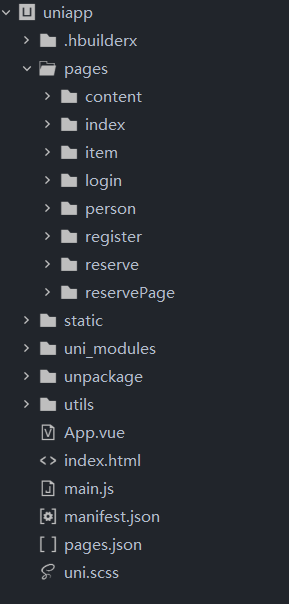 uniapp
.hbuilderx
pages
content
index
item
login
person
register
reserve
reservePage
static
uni_modules
unpackage
utils
App.vue
index.html
main.js
manifest.json
pages.json
uni.scss